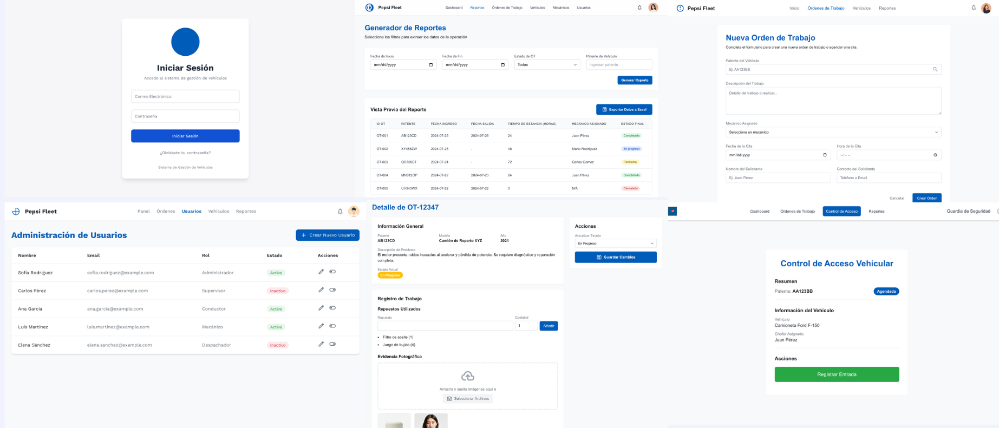 Iniciar Sesión
Accede al sistema de gestión de vehículos
Correo Electrónico
Contraseña
Iniciar Sesión
¿Olvidaste tu contraseña?
Sistema de Gestión de Vehículos
Pepsi Fleet
Dashboard Reportes Órdenes de Trabajo Vehículos Mecánicos Usuarios
Generador de Reportes
Seleccione los filtros para extraer los datos de la operación
Fecha de Inicio Fecha de Fin Estado de OT Patente de Vehículo
mm/dd/yyyy mm/dd/yyyy Todos Ingresar patente
Generar Reporte
Vista Previa del Reporte
Exportar Datos a Excel
ID OT PATENTE FECHA INGRESO FECHA SALIDA TIEMPO DE ESTANCIA (HORAS) MECÁNICO ASIGNADO ESTADO FINAL
OT-001 AB123CD 2024-07-25 2024-07-26 24 Juan Pérez Completada
OT-002 XY456ZW 2024-07-25 - 48 Maria Rodriguez En progreso
OT-003 QR789ST 2024-07-24 - 72 Carlos Gomez Pendiente
OT-004 MN012OP 2024-07-22 2024-07-23 24 Juan Pérez Completada
OT-005 UV345WX 2024-07-22 2024-07-22 0 N/A Cancelada
Pepsi Fleet
Inicio Órdenes de Trabajo Vehículos Reportes
Nueva Orden de Trabajo
Complete el formulario para crear una nueva orden de trabajo o agendar una cita.
Patente del Vehículo
Ej: AA123BB
Descripción del Trabajo
Detalle del trabajo a realizar...
Mecánico Asignado
Seleccione un mecánico
Fecha de la Cita Hora de la Cita
mm/dd/yyyy --:-- --
Nombre del Solicitante Contacto del Solicitante
Ej: Juan Pérez Teléfono o Email
Cancelar Crear Orden
Pepsi Fleet
Panel Órdenes Usuarios Vehículos Reportes
Administración de Usuarios
+ Crear Nuevo Usuario
Nombre Email Rol Estado Acciones
Sofía Rodríguez sofia.rodriguez@example.com Administrador Activo
Carlos Pérez carlos.perez@example.com Supervisor Inactivo
Ana García ana.garcia@example.com Conductor Activo
Luis Martínez luis.martinez@example.com Mecánico Activo
Elena Sánchez elena.sanchez@example.com Despachador Inactivo
Detalle de OT-12347
Información General
Patente Modelo Año
AB123CD Camión de Reparto XYZ 2021
Descripción del Problema
El motor presenta ruidos inusuales al acelerar y pérdida de potencia. Se requiere diagnóstico y reparación
completa.
Estado Actual
En Progreso
Acciones
Actualizar Estado
En Progreso
Guardar Cambios
Registro de Trabajo
Repuestos Utilizados
Repuesto Cantidad
1 Añadir
• Filtro de aceite (1)
• Juego de bujías (4)
Evidencia Fotográfica
Arrastra y suelta imágenes aquí o
Seleccionar Archivos
Dashboard Órdenes de Trabajo Control de Acceso Reportes Guardia de Seguridad
Control de Acceso Vehicular
Resumen
Patente: AA123BB Agendada
Información del Vehículo
Vehículo
Camioneta Ford F-150
Chofer Asignado
Juan Pérez
Acciones
Registrar Entrada